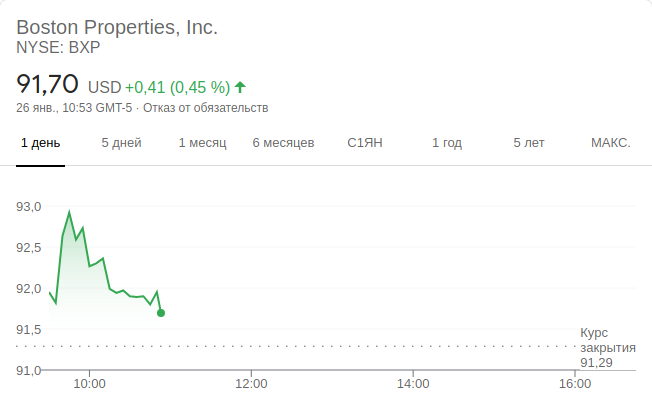 Boston Properties, Inc.
NYSE: BXP
91,70 USD +0,41 (0,45 %)
26 янв., 10:53 GMT-5 · Отказ от обязательств
1 день 5 дней 1 месяц 6 месяцев С1ЯН 1 год 5 лет МАКС.
93,0
92,5
92,0
91,5
Курс
закрытия
91,29
91,0
10:00 12:00 14:00 16:00